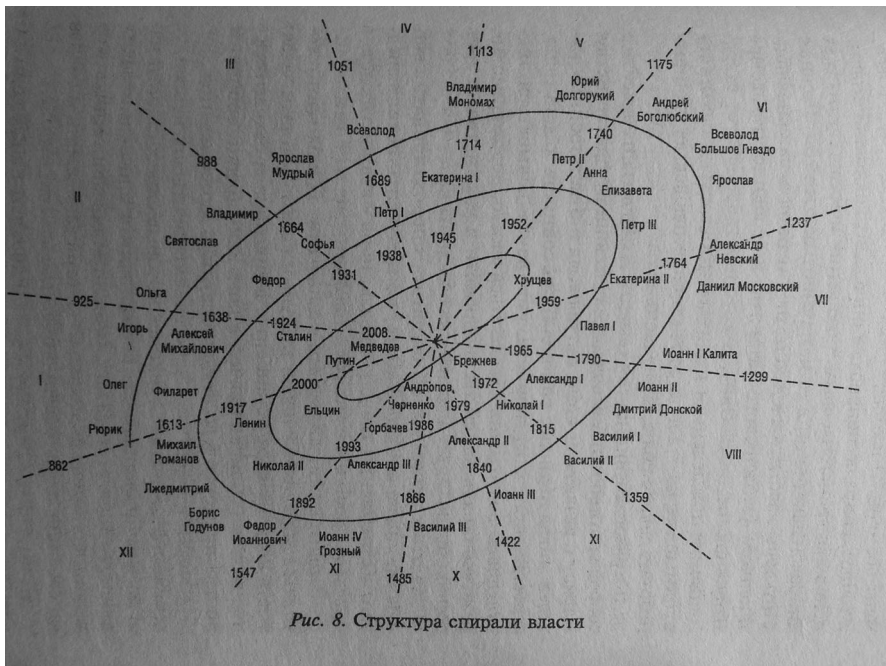 IV
V
III
1051
1113
1175
Владимир
Мономах
Юрий
Долгорукий
Андрей
Боголюбский
VI
Всеволод
1740
Всеволод
Большое Гнездо
988
Ярослав
Мудрый
1714
Петр II
1689
Екатерина I
Анна
Ярослав
II
Елизавета
Владимир
Петр I
1952
Петр III
1237
Святослав
1664
Софья
1945
Александр
Невский
1938
1764
Федор
1931
Хрущев
Екатерина II
Даниил Московский
VII
Ольга
925
1959
Игорь
1638
1924
Алексей
Михайлович
Сталин
2008
Павел I
Медведев
1965
1790
Иоанн I Калита
Путин
Брежнев
1299
I
Олег
Филарет
2000
Андропов
1972
Александр I
Иоанн II
Ельцин
Черненко
1979
Николай I
Дмитрий Донской
1917
1613
Ленин
Горбачев
1986
1815
Василий I
Рюрик
Михаил
Романов
1993
Александр II
Василий II
VIII
862
Николай II
Александр III
1840
Лжедмитрий
1892
1866
Иоанн III
1359
Борис
Годунов
Федор
Иоаннович
Иоанн IV
Грозный
Василий III
1422
XI
XII
1547
XI
1485
X
Рис. 8. Структура спирали власти